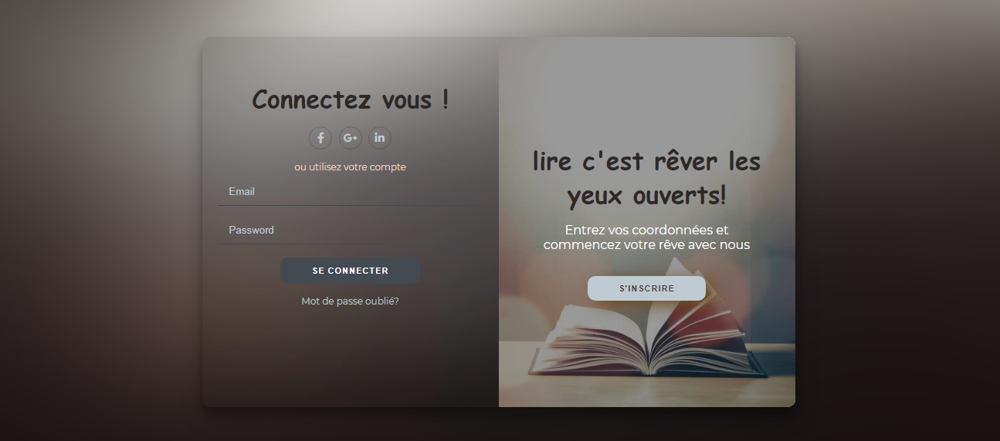 Connectez vous !
f G+ in
ou utilisez votre compte
Email
Password
SE CONNECTER
Mot de passe oublié?
lire c'est rêver les
yeux ouverts!
Entrez vos coordonnées et
commencez votre rêve avec nous
S'INSCRIRE